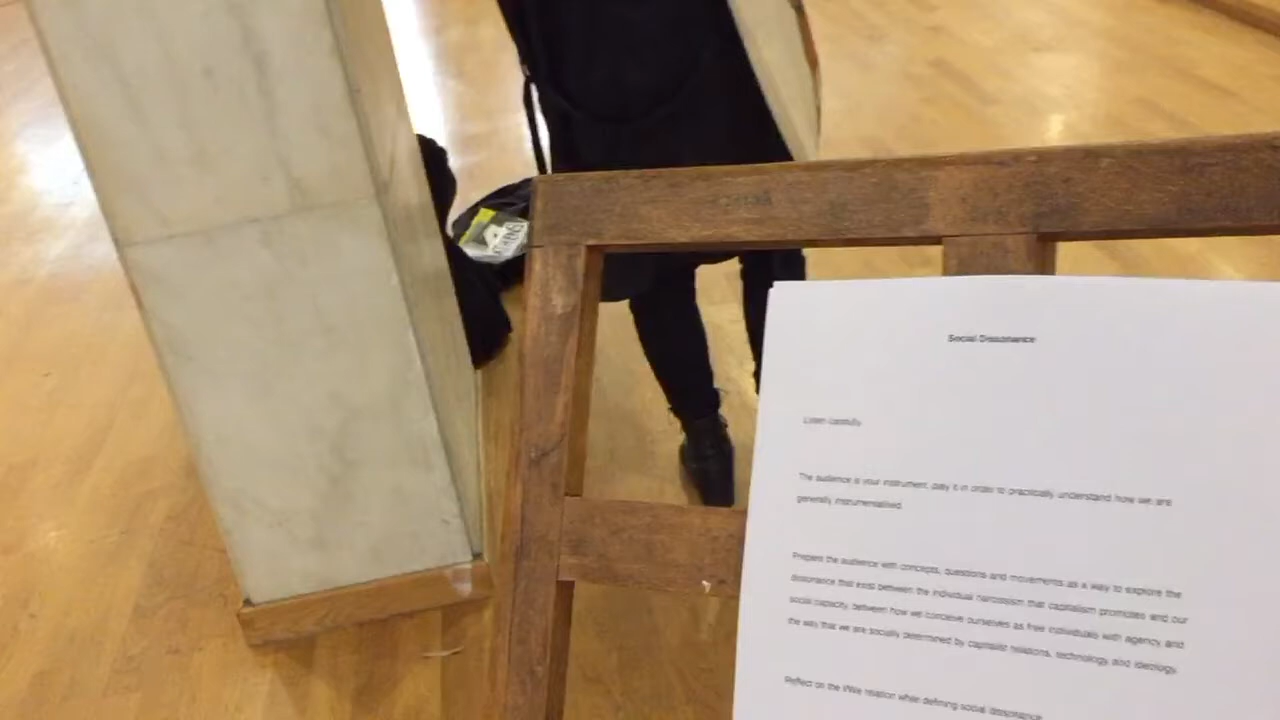 Social Dissonance
Listen carefully.
The audience is your instrument, play it in order to practically understand how we are
generally instrumentalised.
Prepare the audience with concepts, questions and movements as a way to explore the
dissonance that exist between the individual narcissism that capitalism promotes and our
social capacity, between how we conceive ourselves as free individuals with agency and
the way that we are socially determined by capitalist relations, technology and ideology.
Reflect on the I/We relation while defining social dissonance.